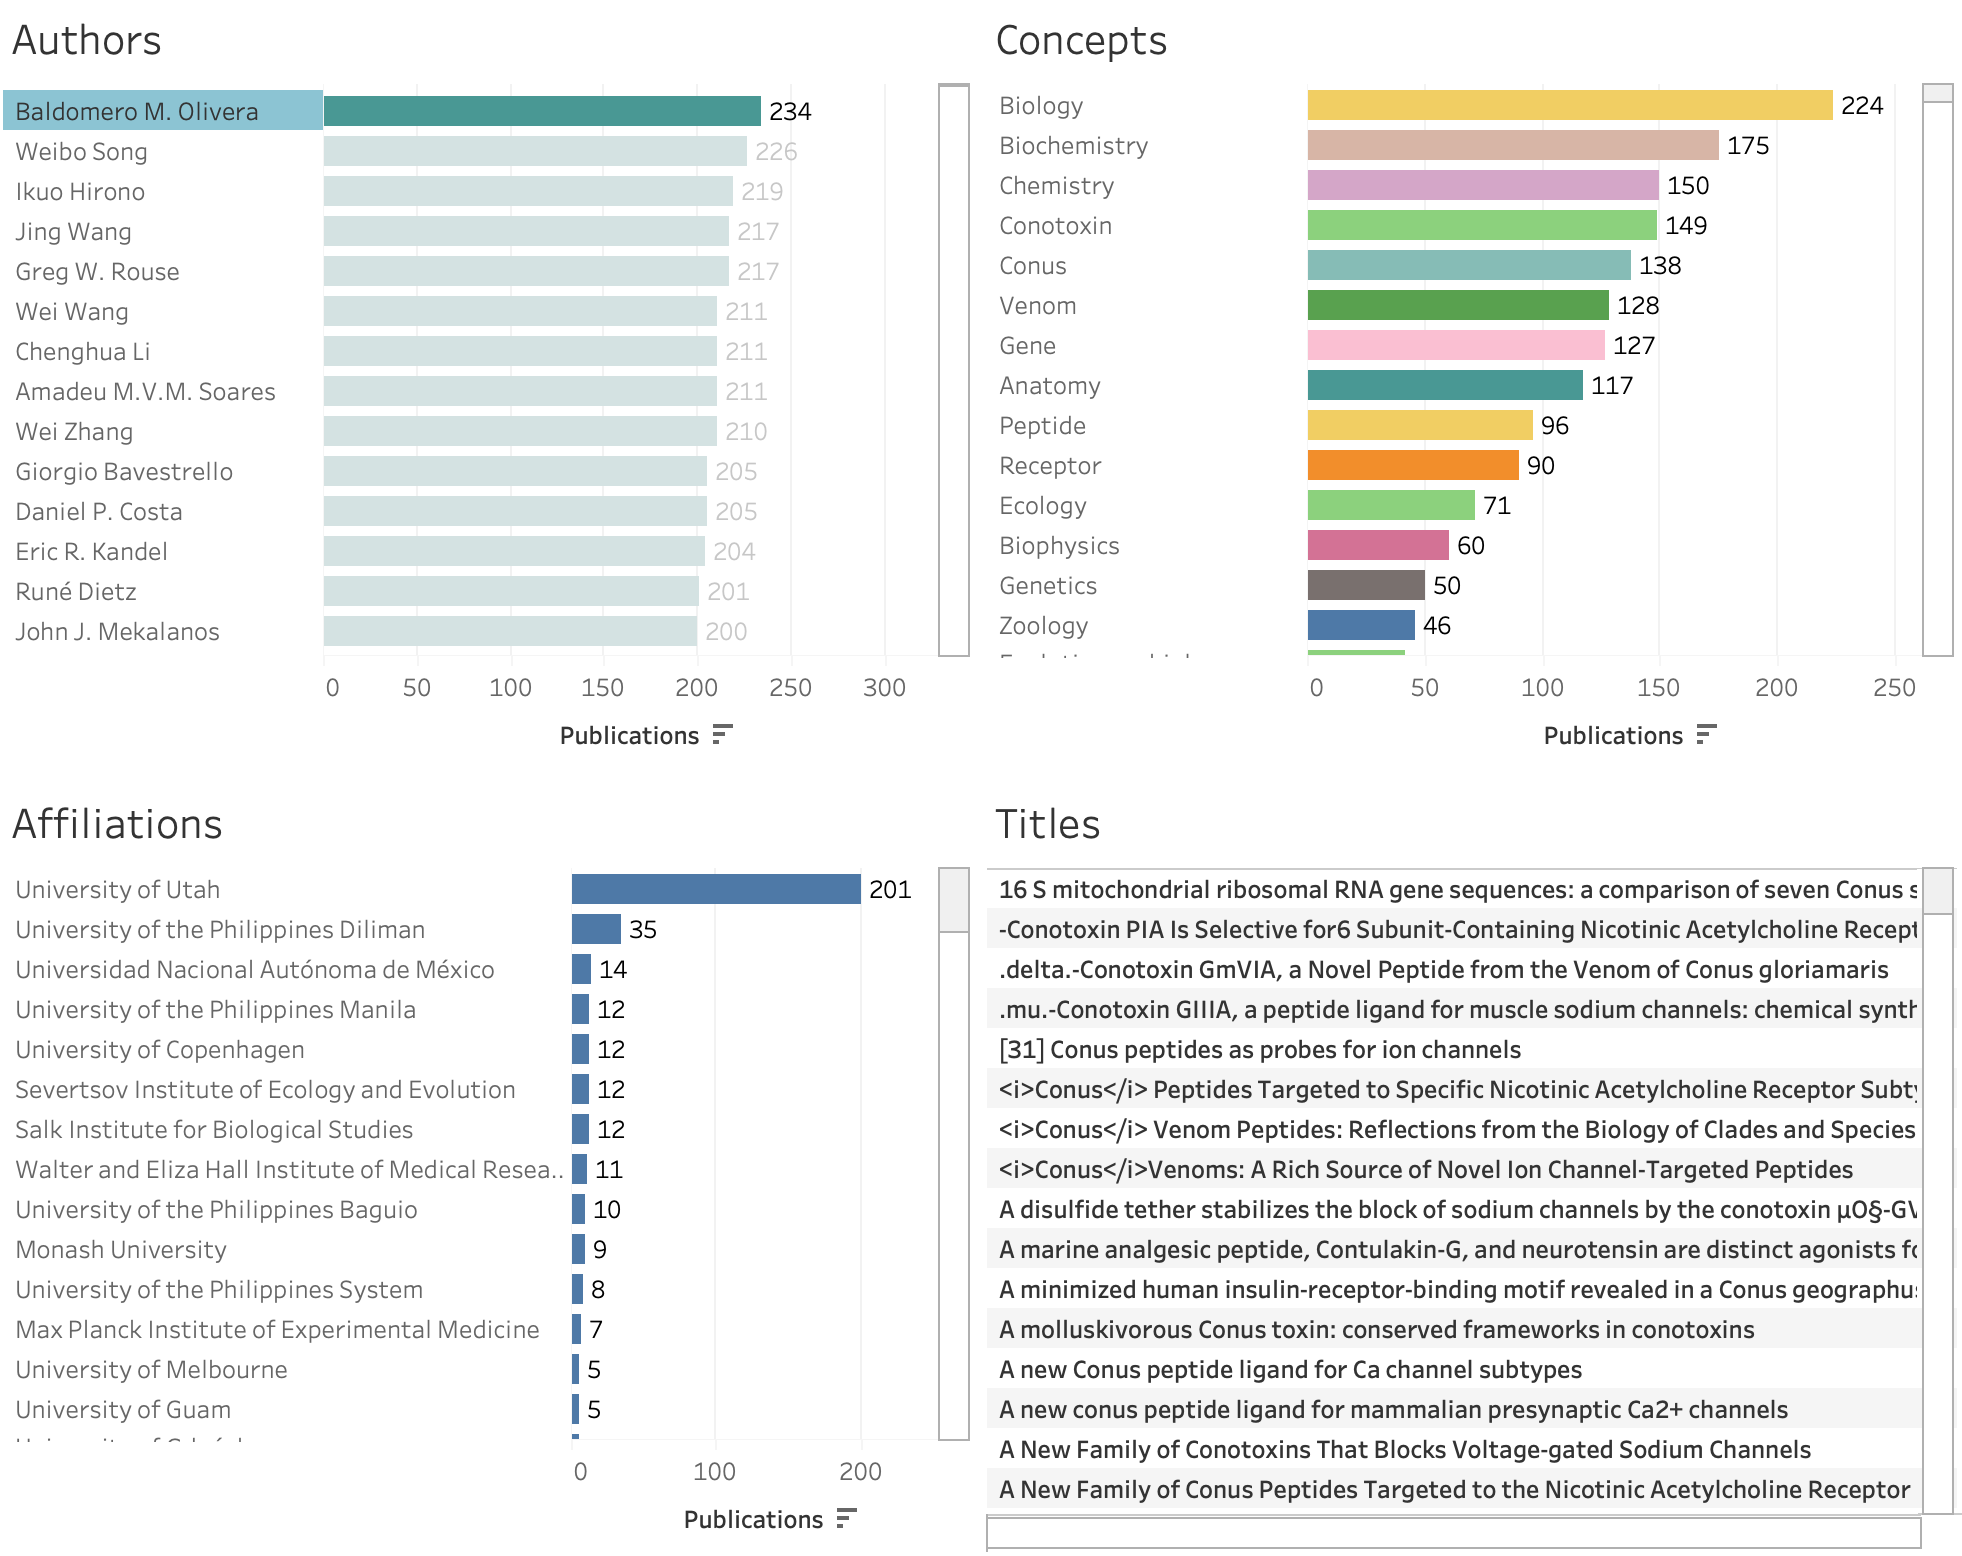 Authors
Baldomero M. Olivera 234
Weibo Song 226
Ikuo Hirono 219
Jing Wang 217
Greg W. Rouse 217
Wei Wang 211
Chenghua Li 211
Amadeu M.V.M. Soares 211
Wei Zhang 210
Giorgio Bavestrello 205
Daniel P. Costa 205
Eric R. Kandel 204
Runé Dietz 201
John J. Mekalanos 200
0 50 100 150 200 250 300
Publications
Concepts
Biology 224
Biochemistry 175
Chemistry 150
Conotoxin 149
Conus 138
Venom 128
Gene 127
Anatomy 117
Peptide 96
Receptor 90
Ecology 71
Biophysics 60
Genetics 50
Zoology 46
0 50 100 150 200 250
Publications
Affiliations
University of Utah 201
University of the Philippines Diliman 35
Universidad Nacional Autónoma de México 14
University of the Philippines Manila 12
University of Copenhagen 12
Severtsov Institute of Ecology and Evolution 12
Salk Institute for Biological Studies 12
Walter and Eliza Hall Institute of Medical Resea.. 11
University of the Philippines Baguio 10
Monash University 9
University of the Philippines System 8
Max Planck Institute of Experimental Medicine 7
University of Melbourne 5
University of Guam 5
0 100 200
Publications
Titles
16 S mitochondrial ribosomal RNA gene sequences: a comparison of seven Conus s
-Conotoxin PIA Is Selective for6 Subunit-Containing Nicotinic Acetylcholine Recept
.delta.-Conotoxin GmVIA, a Novel Peptide from the Venom of Conus gloriamaris
.mu.-Conotoxin GIIIA, a peptide ligand for muscle sodium channels: chemical synth
[31] Conus peptides as probes for ion channels
<i>Conus</i> Peptides Targeted to Specific Nicotinic Acetylcholine Receptor Subty
<i>Conus</i> Venom Peptides: Reflections from the Biology of Clades and Species
<i>Conus</i>Venoms: A Rich Source of Novel Ion Channel-Targeted Peptides
A disulfide tether stabilizes the block of sodium channels by the conotoxin μO§-GV
A marine analgesic peptide, Contulakin-G, and neurotensin are distinct agonists fo
A minimized human insulin-receptor-binding motif revealed in a Conus geographus
A molluskivorous Conus toxin: conserved frameworks in conotoxins
A new Conus peptide ligand for Ca channel subtypes
A new conus peptide ligand for mammalian presynaptic Ca2+ channels
A New Family of Conotoxins That Blocks Voltage-gated Sodium Channels
A New Family of Conus Peptides Targeted to the Nicotinic Acetylcholine Receptor